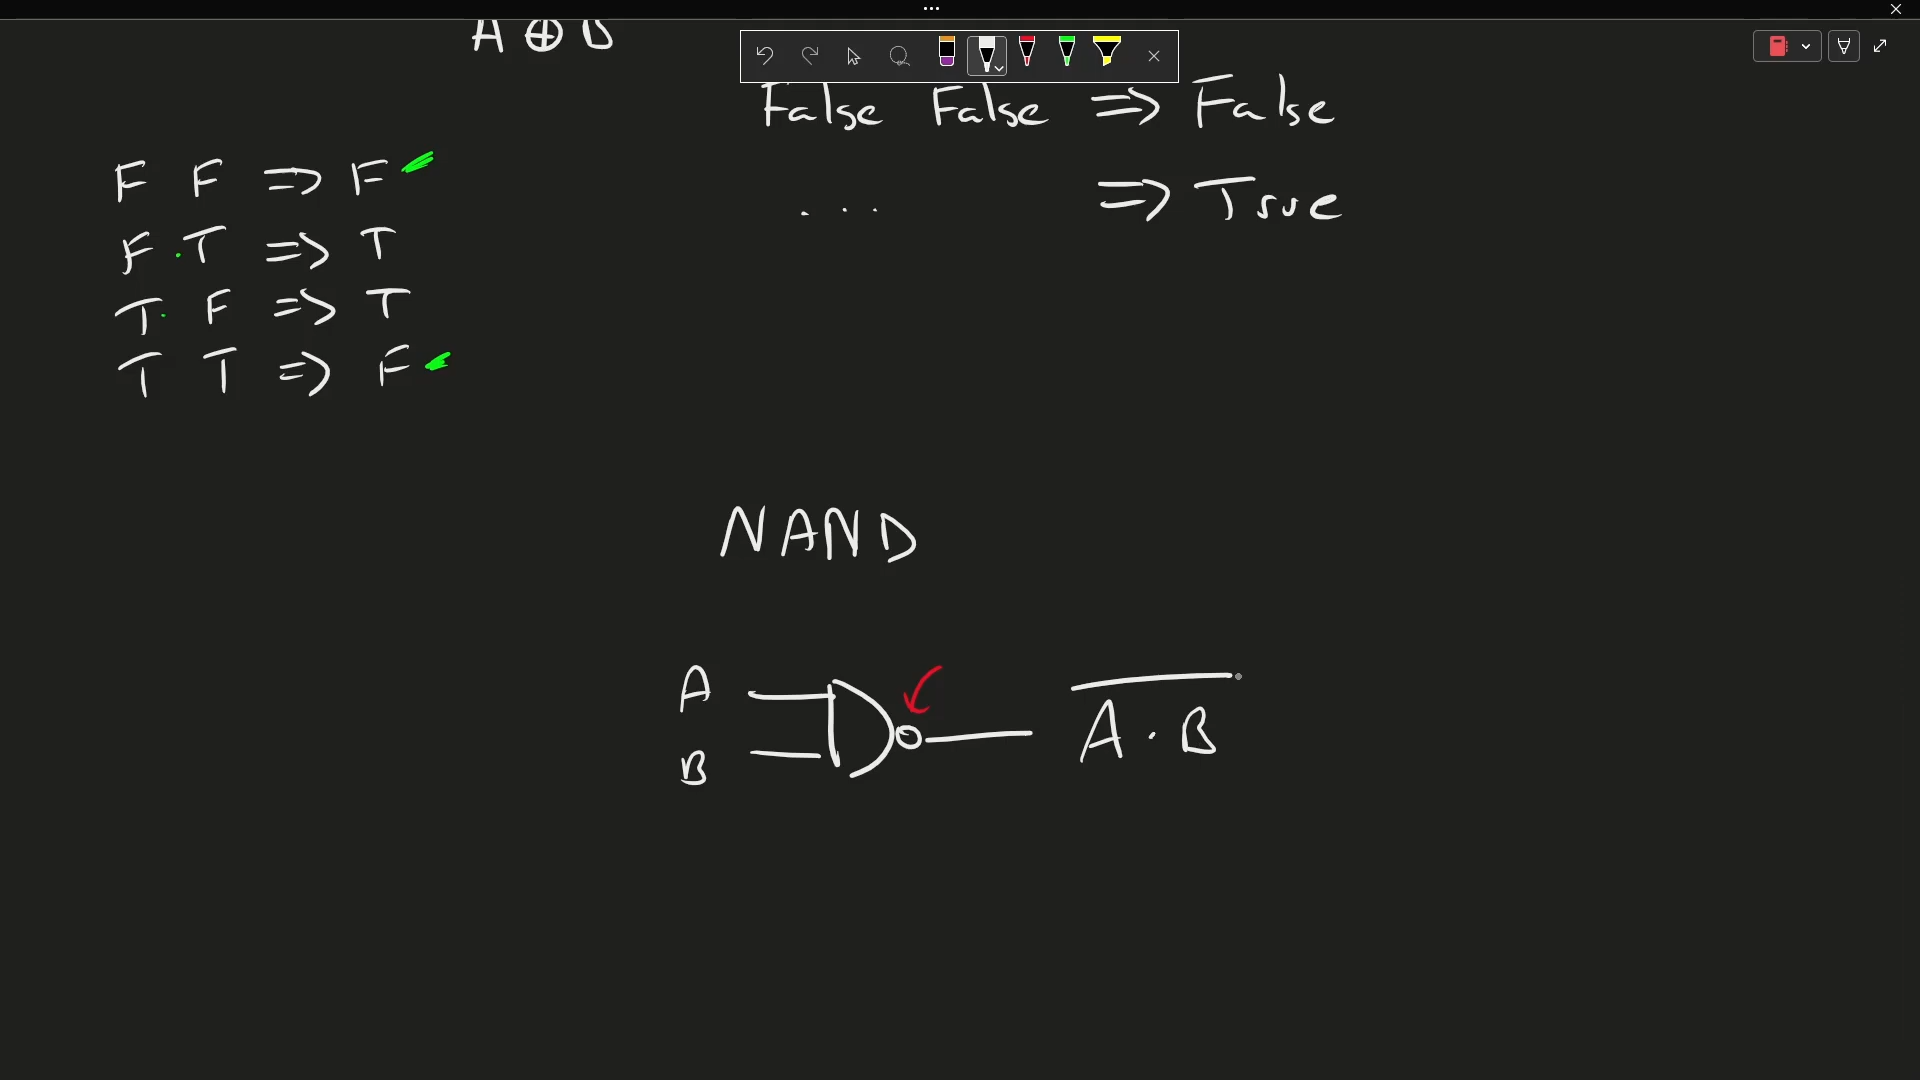 A ⊕ B
False False => False
F F => F
... => True
F · T => T
T · F => T
T T => F
NAND
A
B
A · B